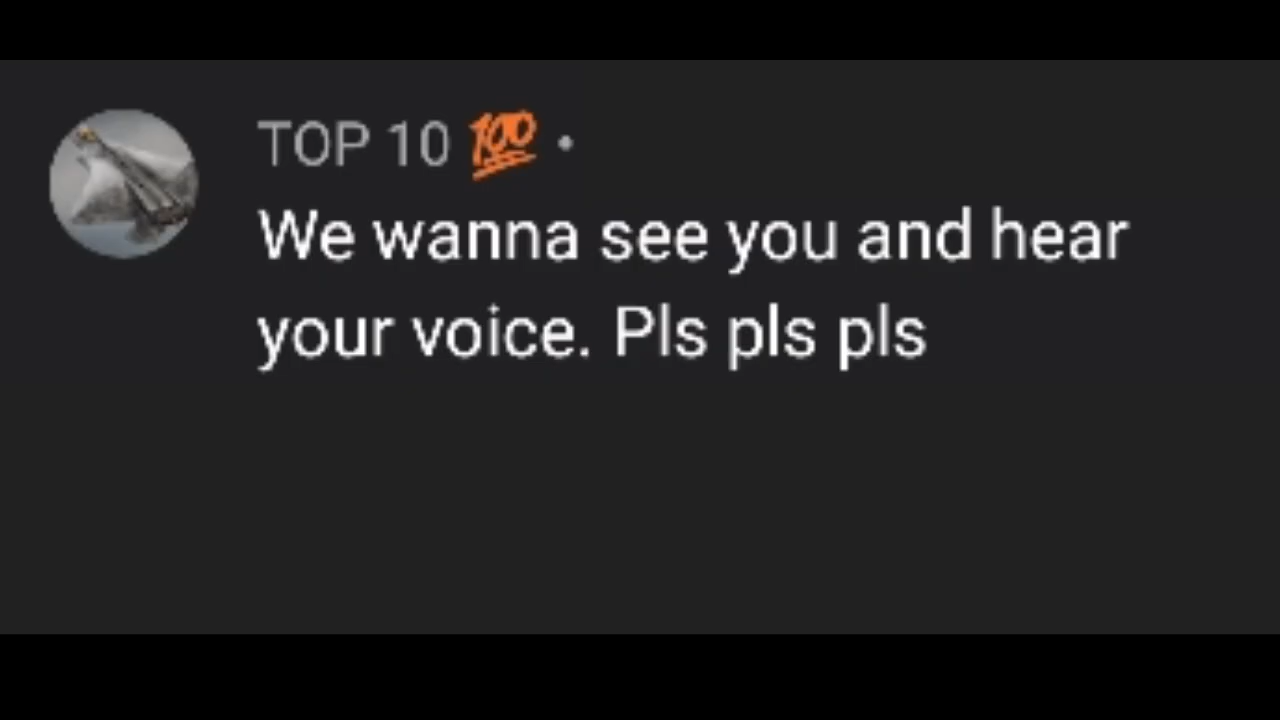 TOP 10 💯 •
We wanna see you and hear
your voice. Pls pls pls